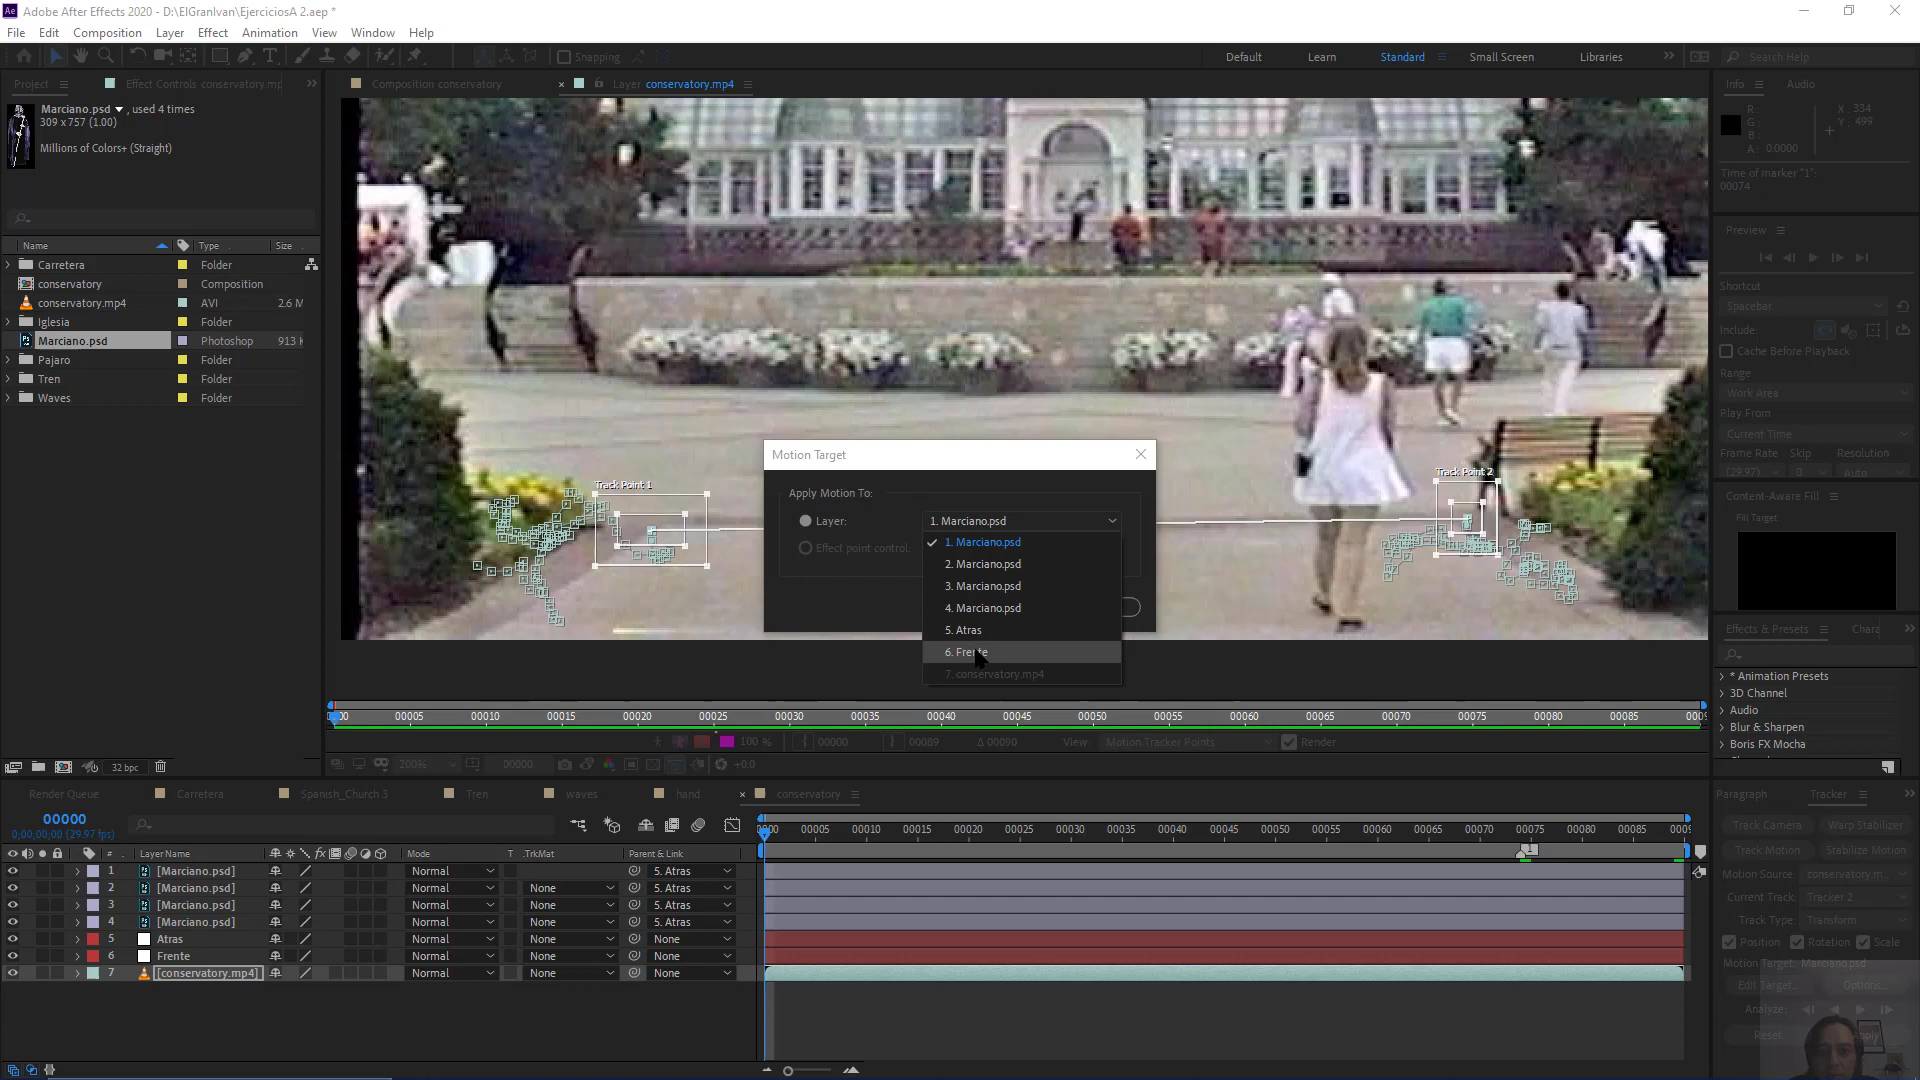 Adobe After Effects 2020 - D:\ElGranIvan\EjerciciosA 2.aep *
File Edit Composition Layer Effect Animation View Window Help
Snapping
Default Learn Standard Small Screen Libraries Search Help
Project Effect Controls conservatory.mp
Composition conservatory
Layer conservatory.mp4
Info Audio
Marciano.psd , used 4 times
309 x 757 (1.00)
Millions of Colors+ (Straight)
R:
G:
B:
A: 0.0000
X: 334
Y: 499
Time of marker "1":
00074
Name Type Size
Carretera Folder
conservatory Composition
conservatory.mp4 AVI 2.6 M
Iglesia Folder
Marciano.psd Photoshop 913 K
Pajaro Folder
Tren Folder
Waves Folder
32 bpc
Track Point 1
Track Point 2
Motion Target
Apply Motion To:
Layer: 1. Marciano.psd
Effect point control:
1. Marciano.psd
2. Marciano.psd
3. Marciano.psd
4. Marciano.psd
5. Atras
6. Frente
7. conservatory.mp4
Preview
Shortcut
Spacebar
Include:
Cache Before Playback
Range
Work Area
Play From
Current Time
Frame Rate Skip Resolution
(29.97) 0 Auto
Content-Aware Fill
Fill Target
Effects & Presets Chara
* Animation Presets
3D Channel
Audio
Blur & Sharpen
Boris FX Mocha
00005 00010 00015 00020 00025 00030 00035 00040 00045 00050 00055 00060 00065 00070 00075 00080 00085
100 % 00000 00089 Δ 00090 View Motion Tracker Points Render
200% 00000 +0.0
Render Queue Carretera Spanish_Church 3 Tren waves hand conservatory
00000
0;00;00;00 (29.97 fps)
00005 00010 00015 00020 00025 00030 00035 00040 00045 00050 00055 00060 00065 00070 00075 00080 00085
1
# Layer Name Mode T .TrkMat Parent & Link
1 [Marciano.psd] Normal 5. Atras
2 [Marciano.psd] Normal None 5. Atras
3 [Marciano.psd] Normal None 5. Atras
4 [Marciano.psd] Normal None 5. Atras
5 Atras Normal None None
6 Frente Normal None None
7 [conservatory.mp4] Normal None None
Paragraph Tracker
Track Camera Warp Stabilizer
Track Motion Stabilize Motion
Motion Source: conservatory.m...
Current Track: Tracker 2
Track Type: Transform
Position Rotation Scale
Motion Target: Marciano.psd
Edit Target... Options...
Analyze:
Reset Apply